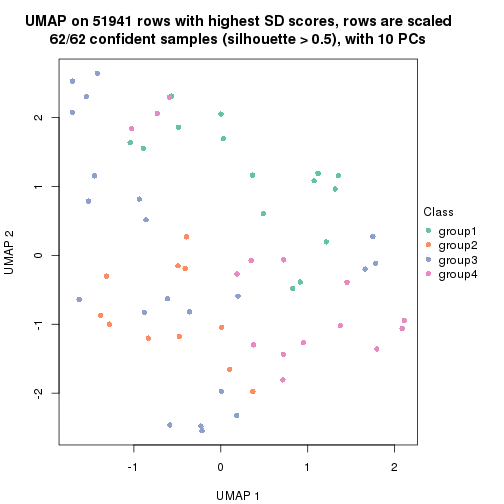 UMAP on 51941 rows with highest SD scores, rows are scaled
62/62 confident samples (silhouette > 0.5), with 10 PCs
2
1
0
-1
-2
UMAP 2
Class
group1
group2
group3
group4
-1
0
1
2
UMAP 1